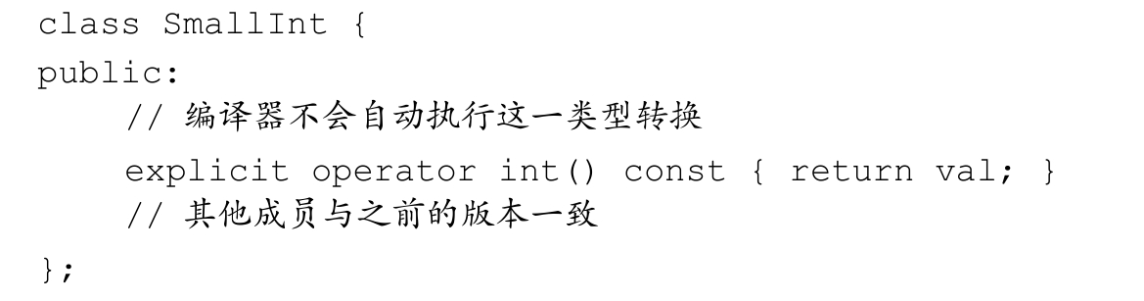 class SmallInt {
public:
    // 编译器不会自动执行这一类型转换
    explicit operator int() const { return val; }
    // 其他成员与之前的版本一致
};